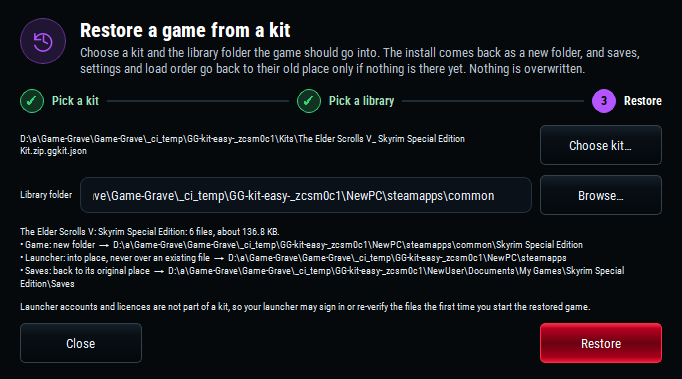 Restore a game from a kit
Choose a kit and the library folder the game should go into. The install comes back as a new folder, and saves,
settings and load order go back to their old place only if nothing is there yet. Nothing is overwritten.
✓ Pick a kit ✓ Pick a library 3 Restore
D:\a\Game-Grave\Game-Grave\_ci_temp\GG-kit-easy-_zcsm0c1\Kits\The Elder Scrolls V_ Skyrim Special Edition
Kit.zip.ggkit.json
Choose kit...
Library folder
ve\Game-Grave\_ci_temp\GG-kit-easy-_zcsm0c1\NewPC\steamapps\common
Browse...
The Elder Scrolls V: Skyrim Special Edition: 6 files, about 136.8 KB.
• Game: new folder → D:\a\Game-Grave\Game-Grave\_ci_temp\GG-kit-easy-_zcsm0c1\NewPC\steamapps\common\Skyrim Special Edition
• Launcher: into place, never over an existing file → D:\a\Game-Grave\Game-Grave\_ci_temp\GG-kit-easy-_zcsm0c1\NewPC\steamapps
• Saves: back to its original place → D:\a\Game-Grave\Game-Grave\_ci_temp\GG-kit-easy-_zcsm0c1\NewUser\Documents\My Games\Skyrim Special
Edition\Saves
Launcher accounts and licences are not part of a kit, so your launcher may sign in or re-verify the files the first time you start the restored game.
Close
Restore